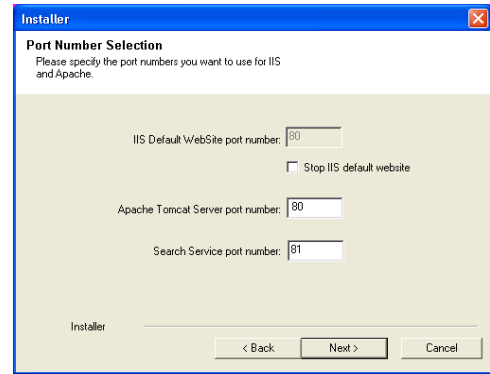 Installer
Port Number Selection
Please specify the port numbers you want to use for IIS
and Apache.
IIS Default WebSite port number: 80
Stop IIS default website
Apache Tomcat Server port number: 80
Search Service port number: 81
Installer
< Back Next > Cancel